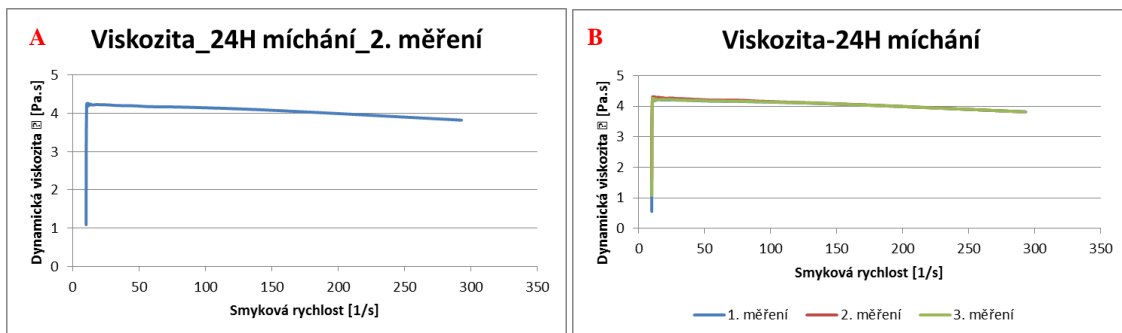 A
Viskozita_24H míchání_2. měření
Dynamická viskozita [Pa.s]
5
4
3
2
1
0
0 50 100 150 200 250 300 350
Smyková rychlost [1/s]
B
Viskozita-24H míchání
Dynamická viskozita [Pa.s]
5
4
3
2
1
0
0 50 100 150 200 250 300 350
Smyková rychlost [1/s]
1. měření 2. měření 3. měření